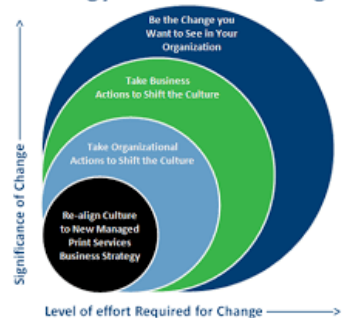 Be the Change you
Want to See in Your
Organization
Take Business
Actions to Shift the Culture
Take Organizational
Actions to Shift the Culture
Re-align Culture
to New Managed
Print Services
Business Strategy
Significance of Change
Level of effort Required for Change